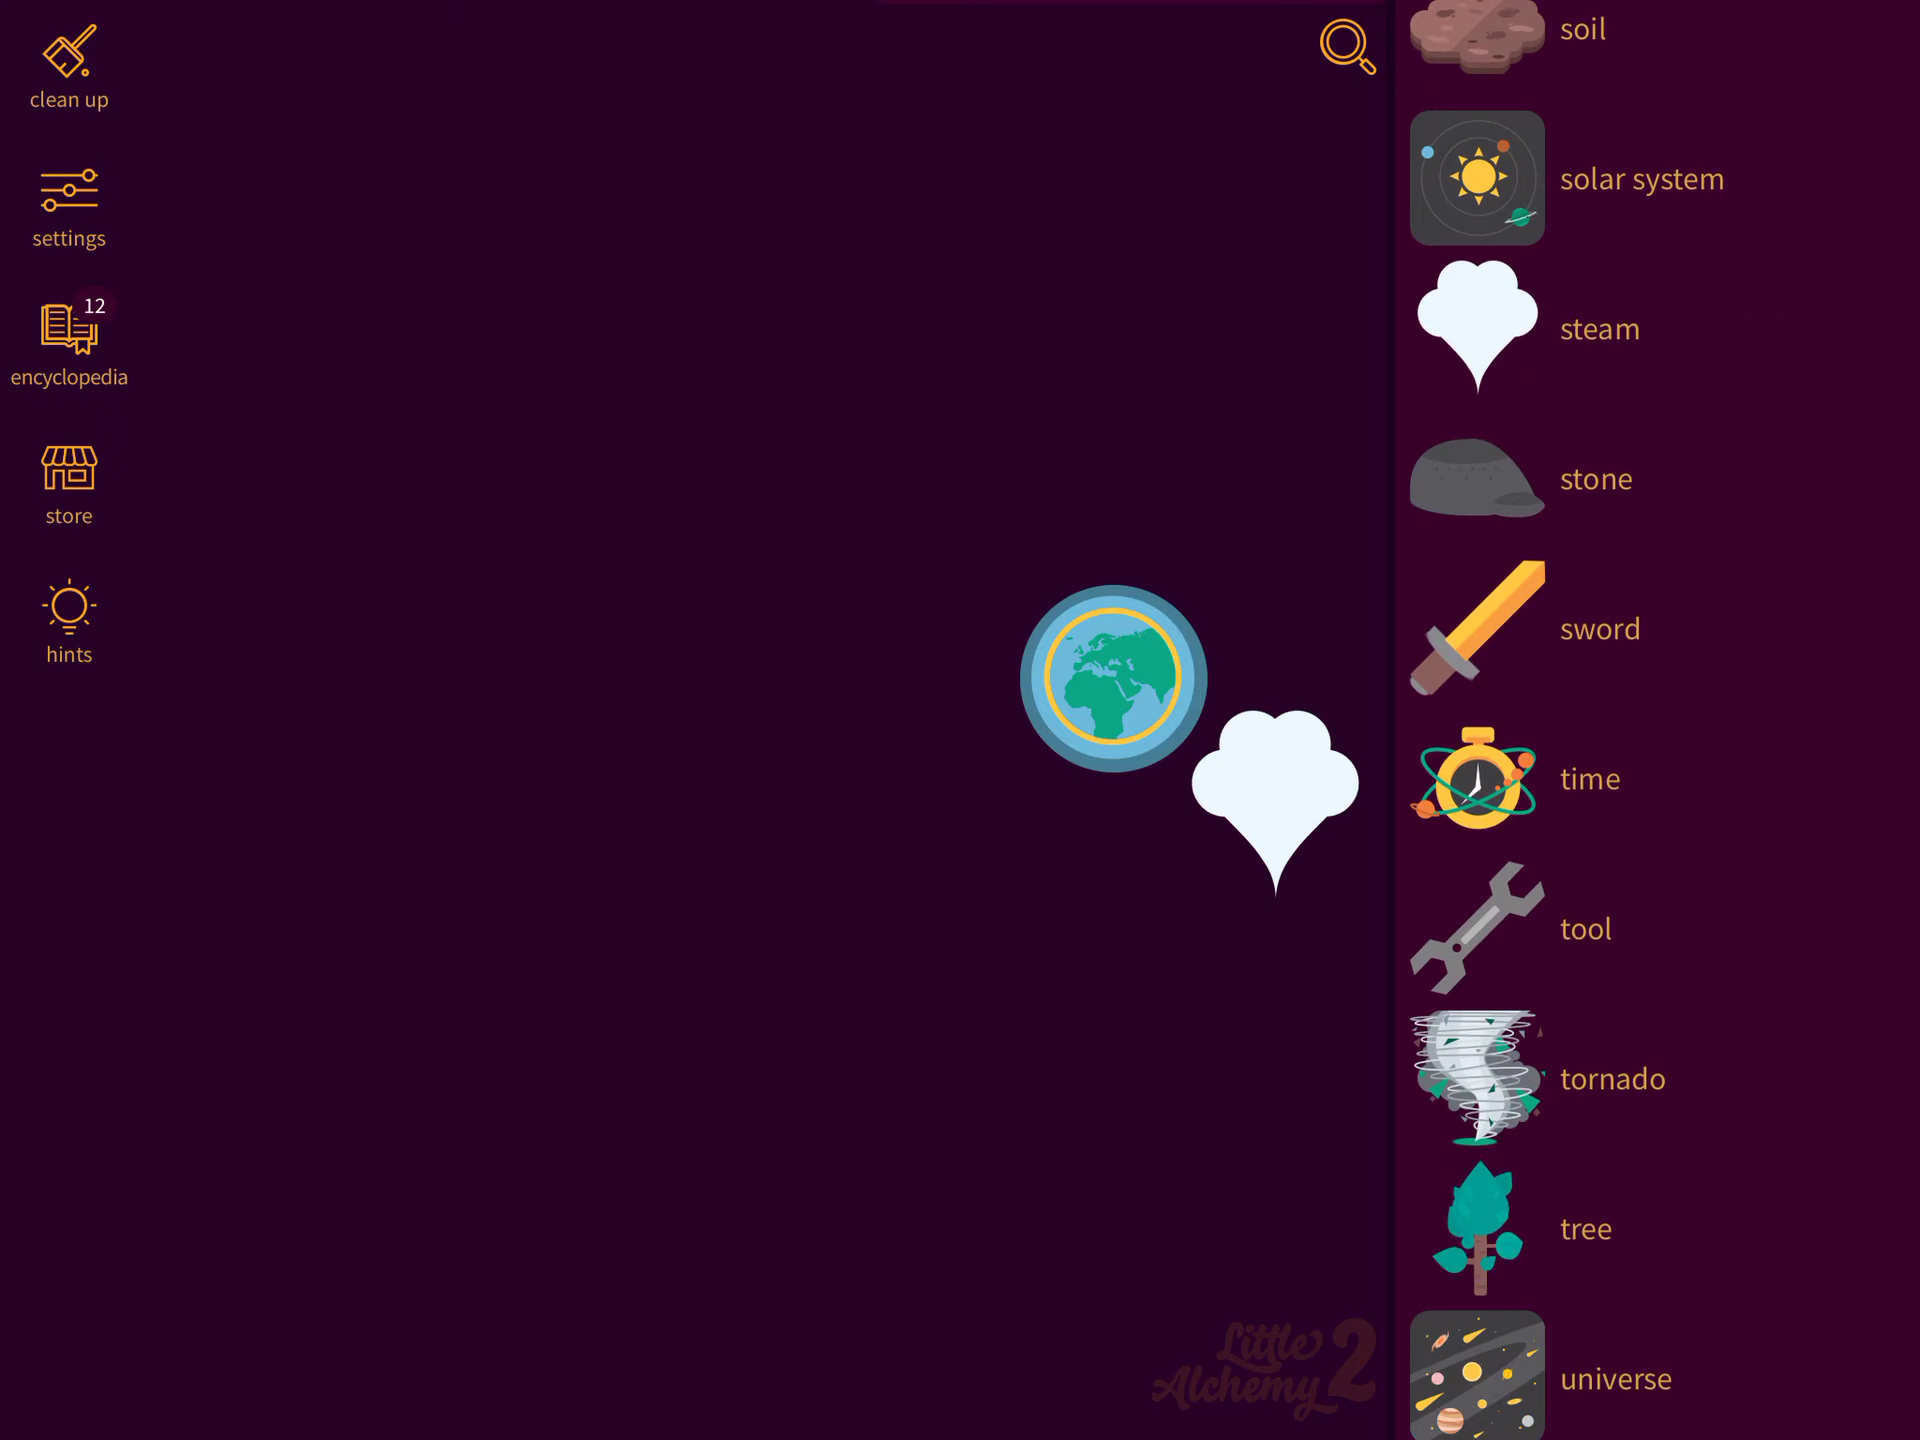 clean up
settings
12
encyclopedia
store
hints
soil
solar system
steam
stone
sword
time
tool
tornado
tree
universe
Little
Alchemy 2